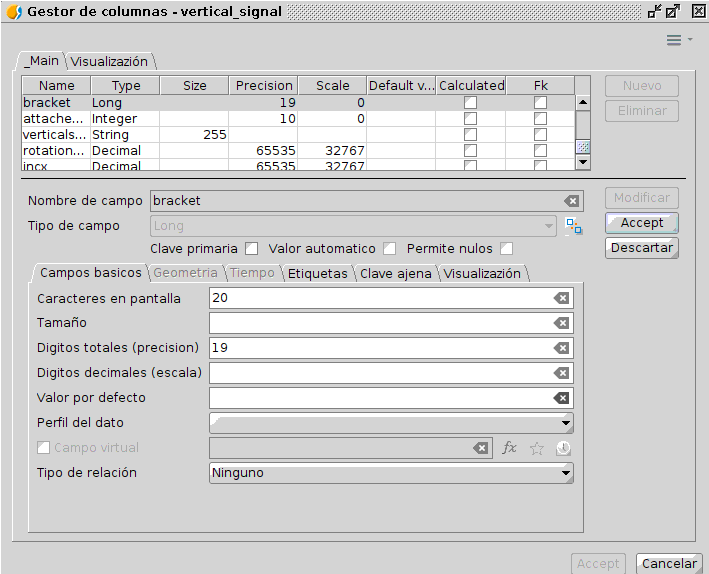 Gestor de columnas - vertical_signal
_Main Visualización
Name Type Size Precision Scale Default v... Calculated Fk
bracket Long 19 0
attache... Integer 10 0
verticals... String 255
rotation... Decimal 65535 32767
incx Decimal 65535 32767
Nuevo
Eliminar
Nombre de campo bracket
Modificar
Tipo de campo Long
Accept
Clave primaria Valor automatico Permite nulos
Descartar
Campos basicos Geometria Tiempo Etiquetas Clave ajena Visualización
Caracteres en pantalla 20
Tamaño
Digitos totales (precision) 19
Digitos decimales (escala)
Valor por defecto
Perfil del dato
Campo virtual fx
Tipo de relación Ninguno
Accept Cancelar